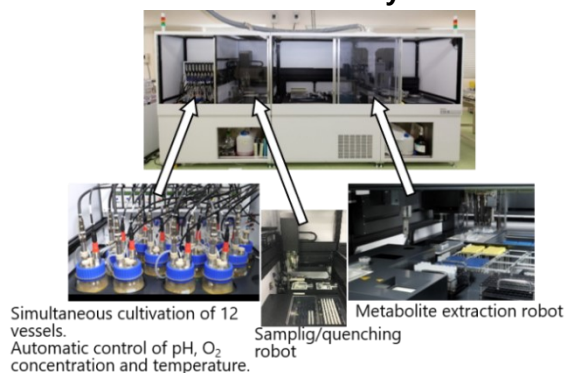 Simultaneous cultivation of 12
vessels.
Automatic control of pH, O₂
concentration and temperature.
Samplig/quenching
robot
Metabolite extraction robot